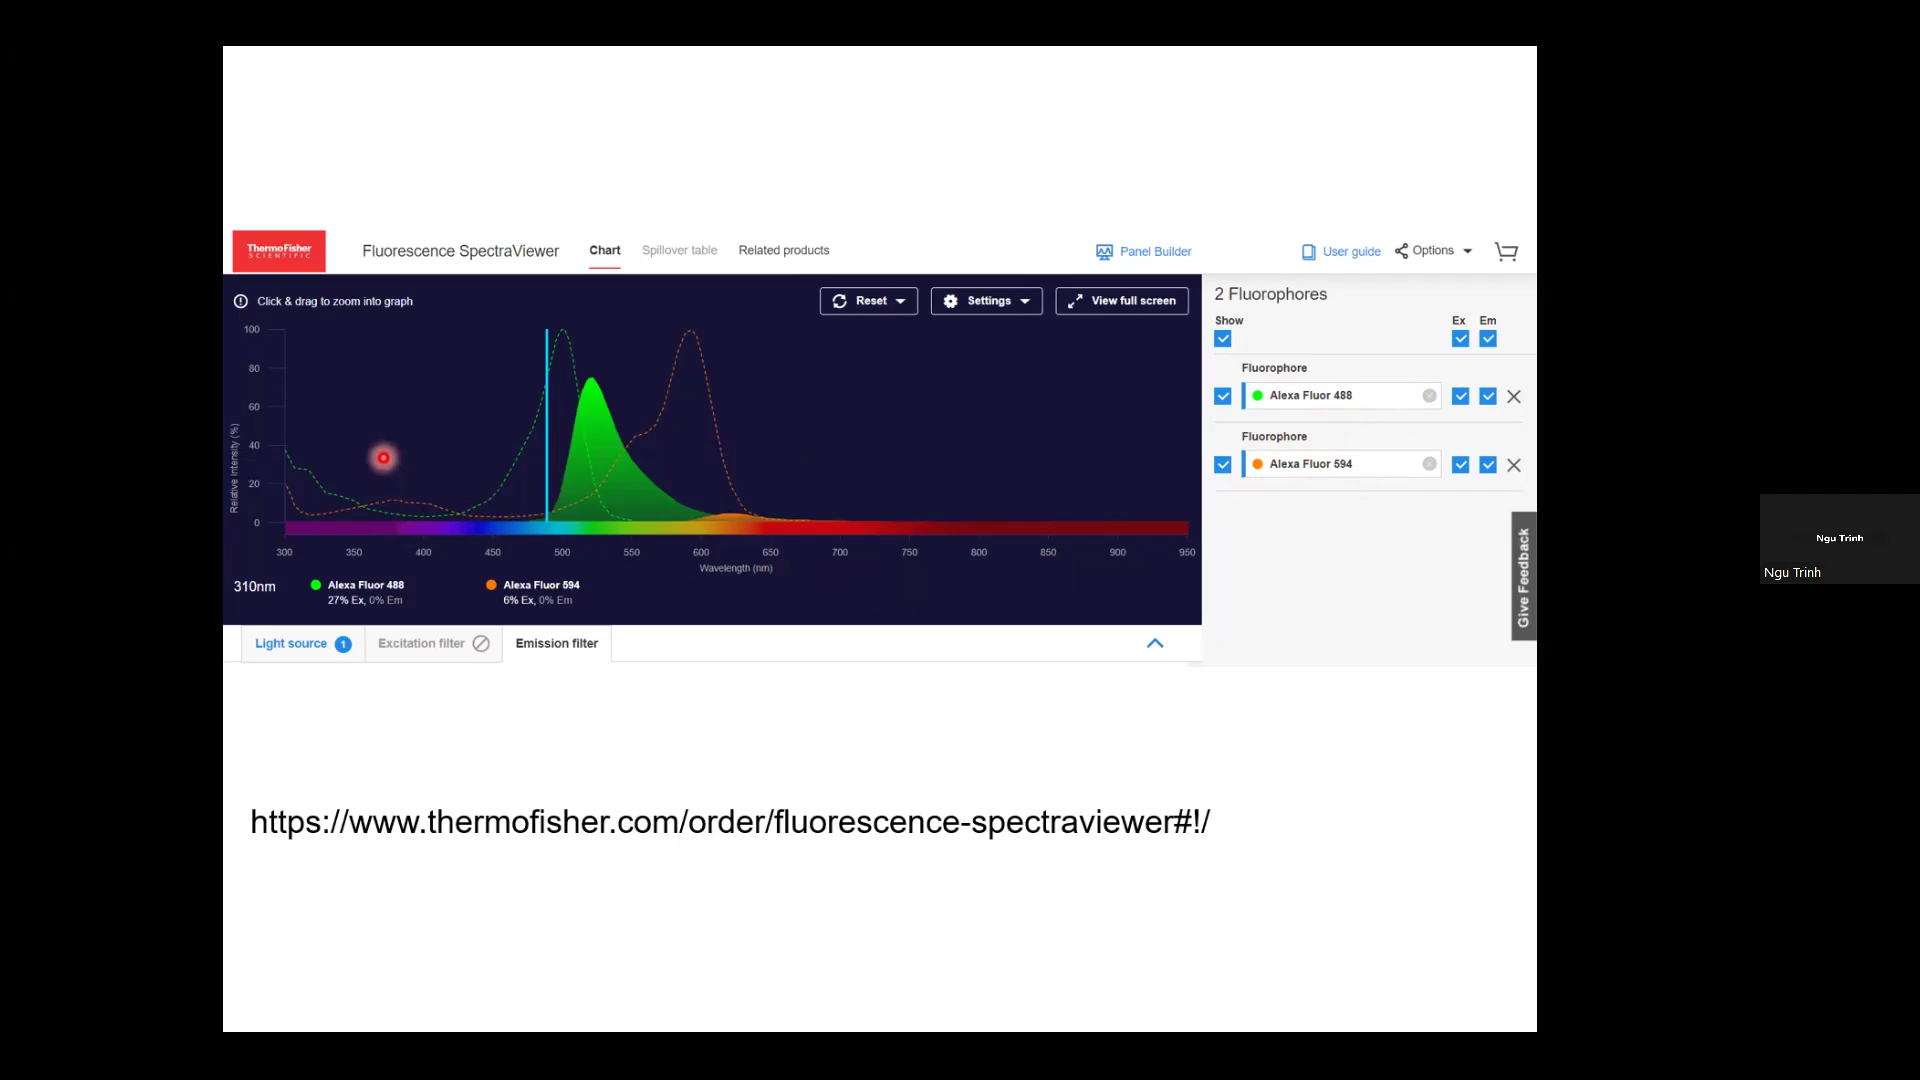 ThermoFisher
SCIENTIFIC
Fluorescence SpectraViewer
Chart
Spillover table
Related products
Panel Builder
User guide
Options
Click & drag to zoom into graph
Reset
Settings
View full screen
2 Fluorophores
Show
Ex
Em
Fluorophore
Alexa Fluor 488
Fluorophore
Alexa Fluor 594
Give Feedback
Relative Intensity (%)
100
80
60
40
20
0
300 350 400 450 500 550 600 650 700 750 800 850 900 950
Wavelength (nm)
310nm
Alexa Fluor 488
27% Ex, 0% Em
Alexa Fluor 594
6% Ex, 0% Em
Light source 1
Excitation filter
Emission filter
https://www.thermofisher.com/order/fluorescence-spectraviewer#!/
Ngu Trinh
Ngu Trinh